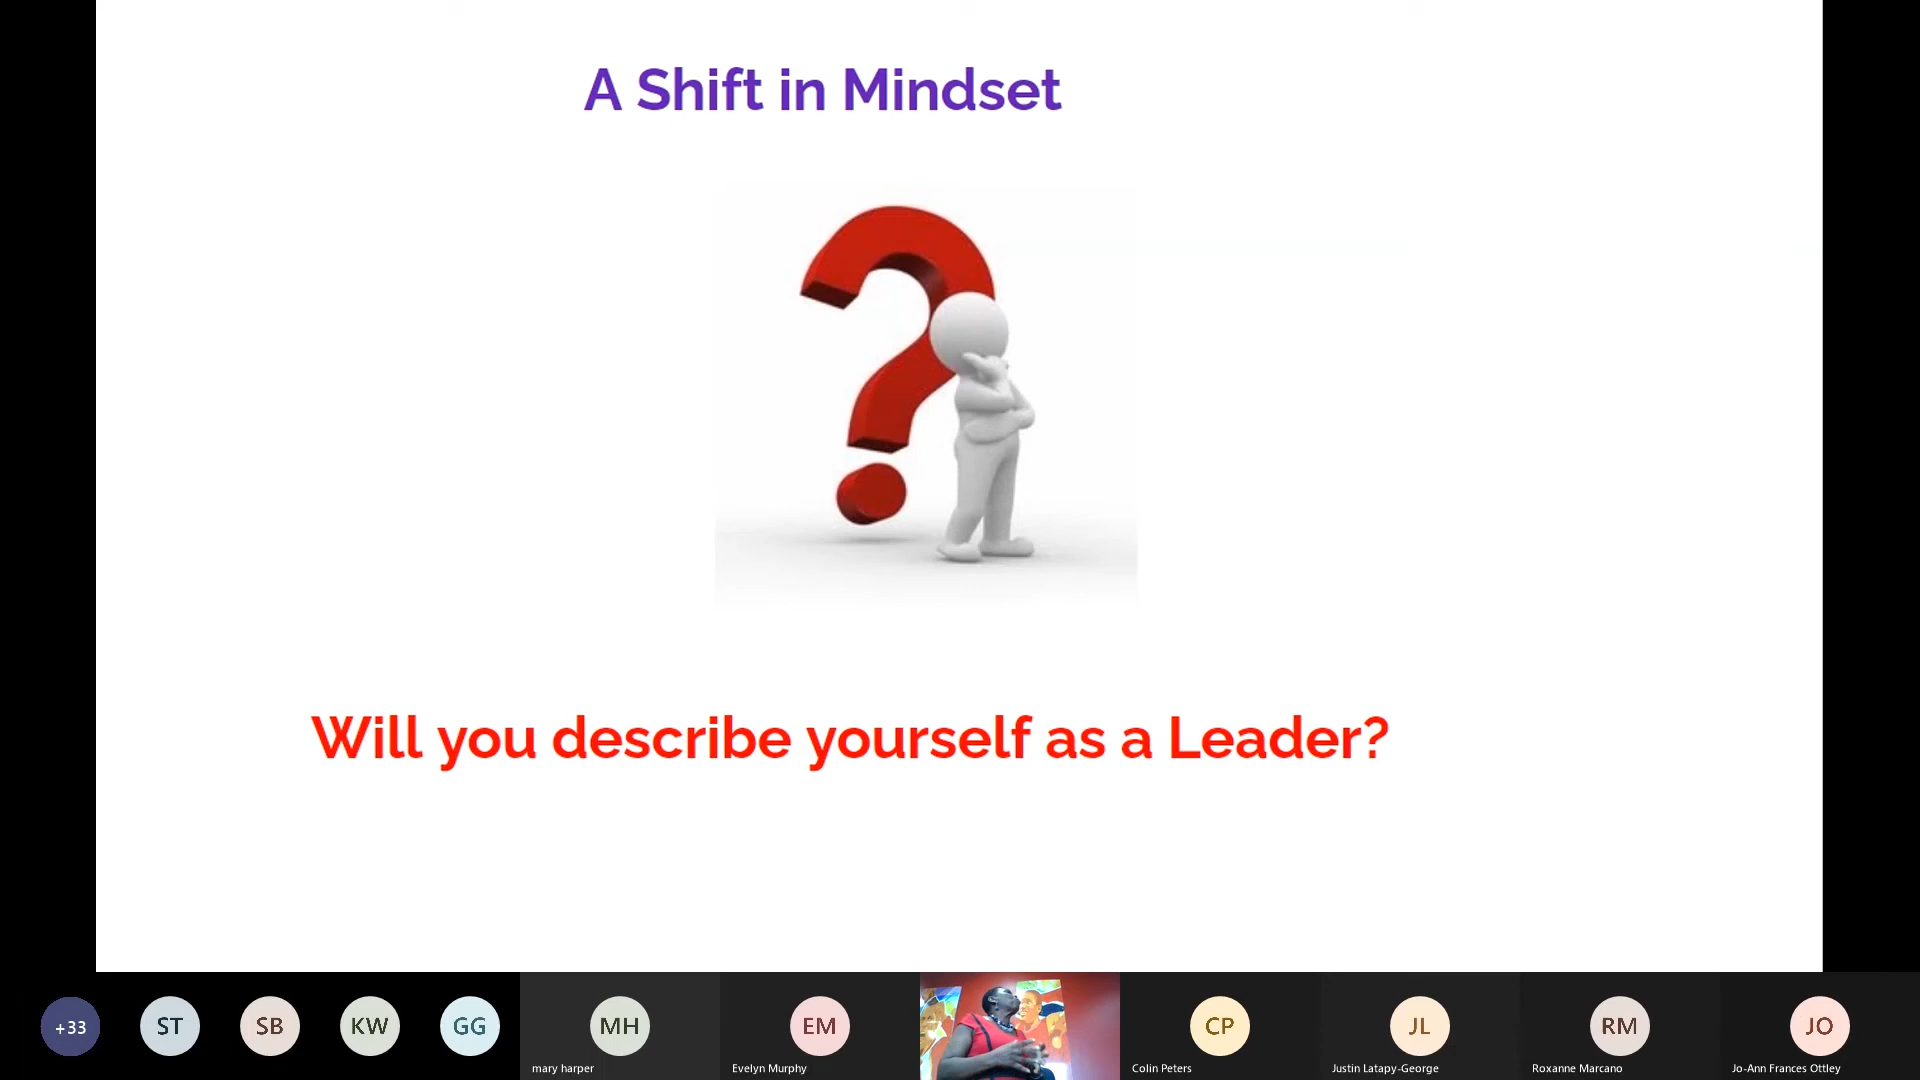 A Shift in Mindset
Will you describe yourself as a Leader?
+33
ST
SB
KW
GG
MH
mary harper
EM
Evelyn Murphy
CP
Colin Peters
JL
Justin Latapy-George
RM
Roxanne Marcano
JO
Jo-Ann Frances Ottley